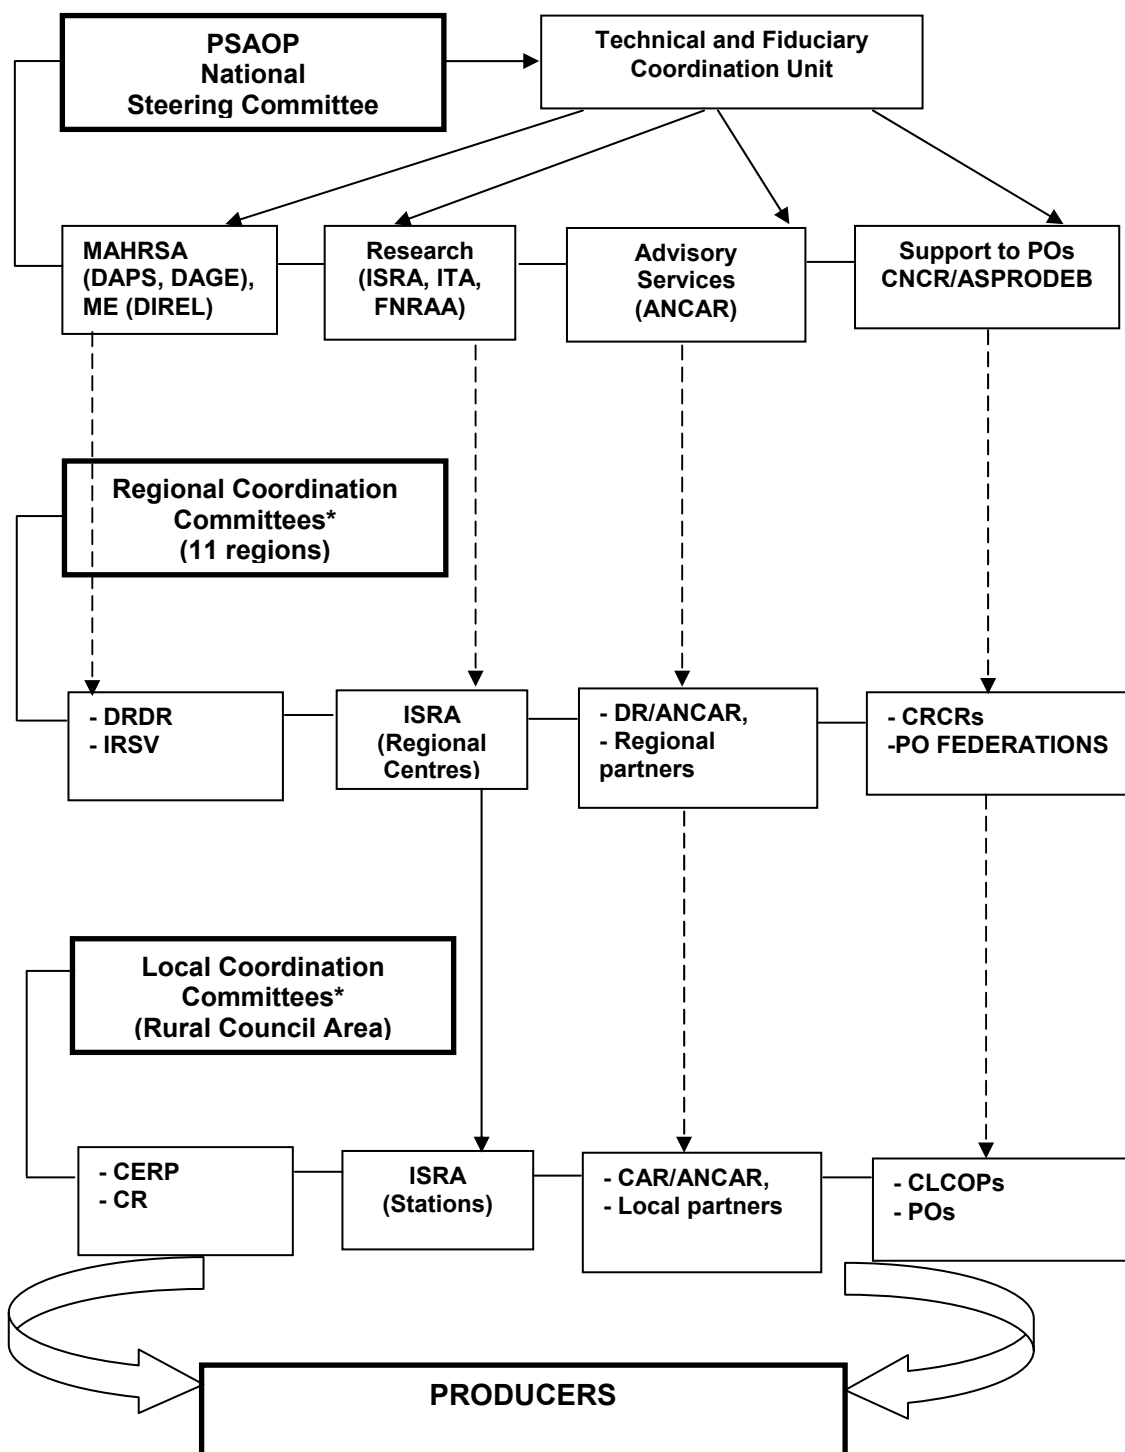 PSAOP
National
Steering Committee
Technical and Fiduciary
Coordination Unit
MAHRSA
(DAPS, DAGE),
ME (DIREL)
Research
(ISRA, ITA,
FNRAA)
Advisory
Services
(ANCAR)
Support to POs
CNCR/ASPRODEB
Regional Coordination
Committees*
(11 regions)
- DRDR
- IRSV
ISRA
(Regional
Centres)
- DR/ANCAR,
- Regional
partners
- CRCRs
-PO FEDERATIONS
Local Coordination
Committees*
(Rural Council Area)
- CERP
- CR
ISRA
(Stations)
- CAR/ANCAR,
- Local partners
- CLCOPs
- POs
PRODUCERS